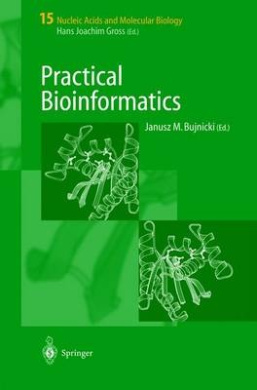 15 Nucleic Acids and Molecular Biology
Hans Joachim Gross (Ed.)
Practical
Bioinformatics
Janusz M. Bujnicki (Ed.)
Springer